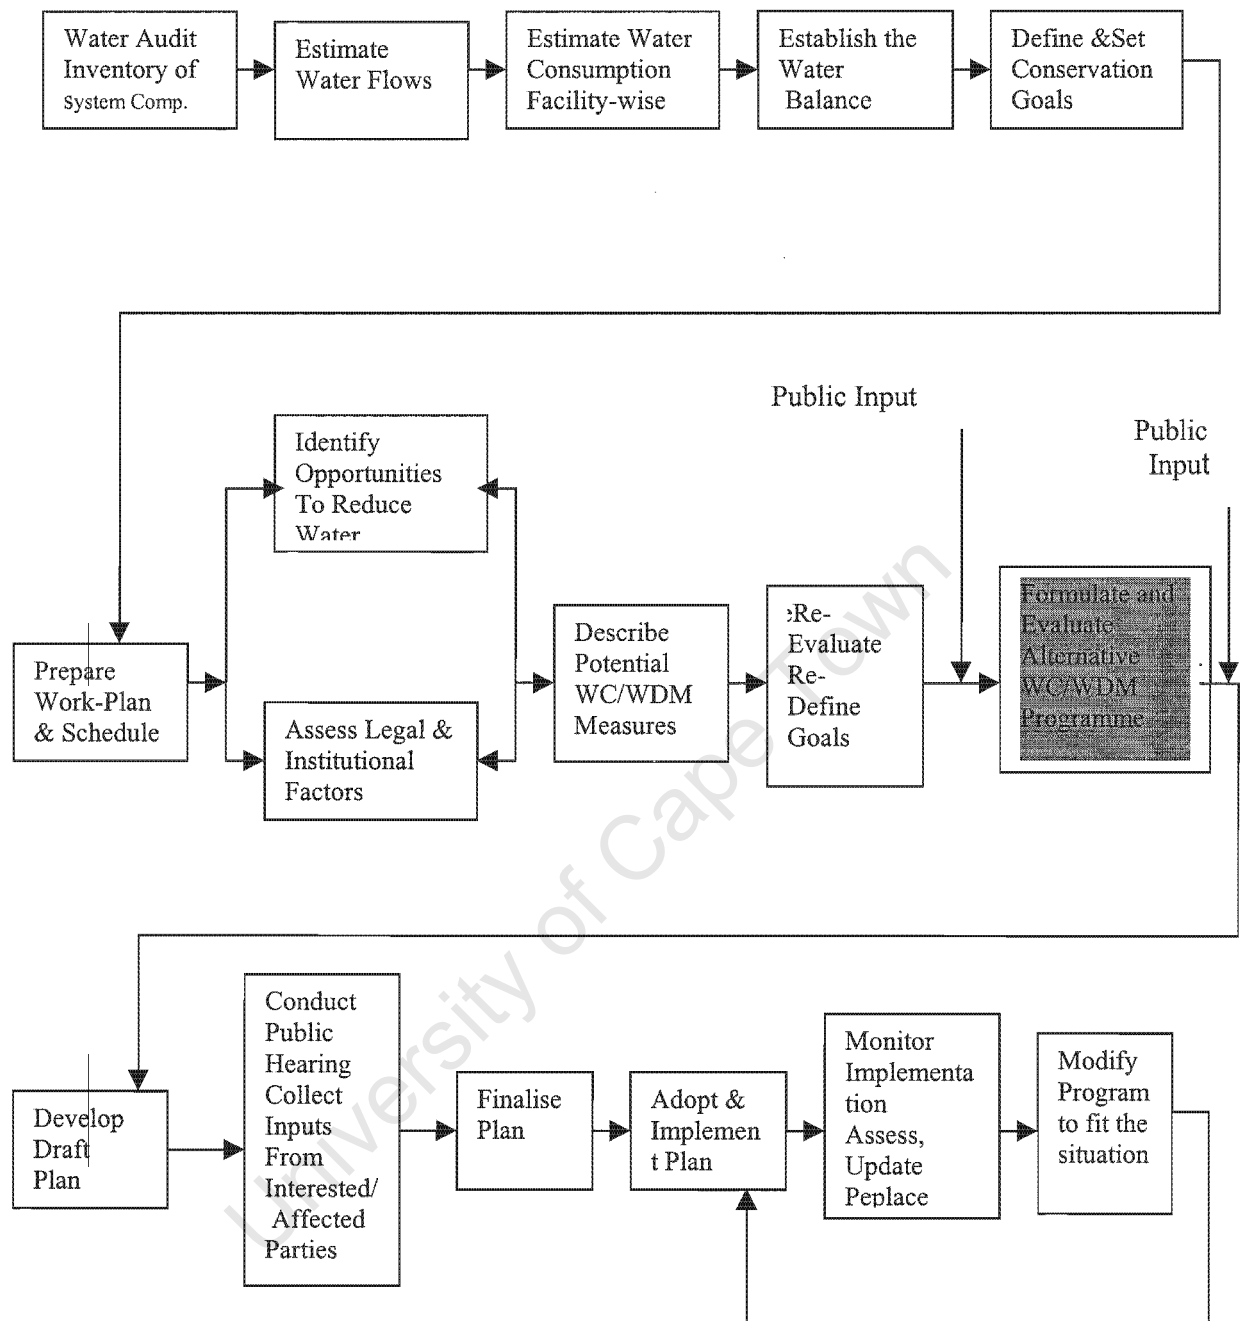 Water Audit
Inventory of
System Comp.
Estimate
Water Flows
Estimate Water
Consumption
Facility-wise
Establish the
Water
Balance
Define &Set
Conservation
Goals
Public Input
Public
Input
Identify
Opportunities
To Reduce
Water
Prepare
Work-Plan
& Schedule
Assess Legal &
Institutional
Factors
Describe
Potential
WC/WDM
Measures
eRe-
Evaluate
Re-
Define
Goals
Formulate and
Evaluate
Alternative
WC/WDM
Programme
Develop
Draft
Plan
Conduct
Public
Hearing
Collect
Inputs
From
Interested/
Affected
Parties
Finalise
Plan
Adopt &
Implemen
t Plan
Monitor
Implementa
tion
Assess,
Update
Peplace
Modify
Program
to fit the
situation
University of Cape Town